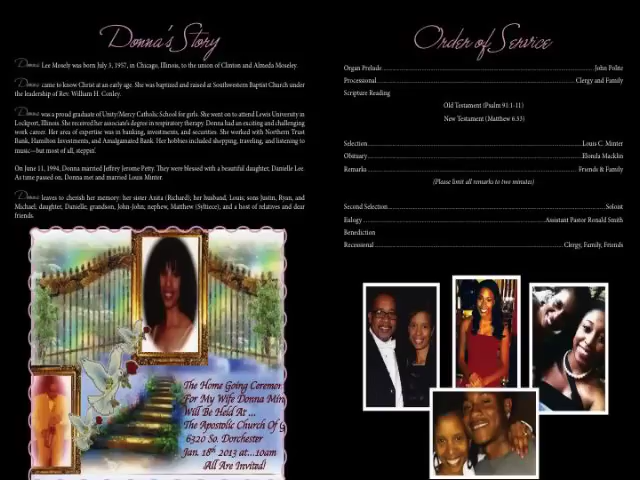 Donna's Story
Donna Lee Mosely was born July 3, 1957, in Chicago, Illinois, to the union of Clinton and Almeda Moseley.
Donna came to know Christ at an early age. She was baptized and raised at Southwestern Baptist Church under
the leadership of Rev. William H. Conley.
Donna was a proud graduate of Unity/Mercy Catholic School for girls. She went on to attend Lewis University in
Lockport, Illinois. She received her associate's degree in respiratory therapy. Donna had an exciting and challenging
work career. Her area of expertise was in banking, investments, and securities. She worked with Northern Trust
Bank, Hamilton Investments, and Amalgamated Bank. Her hobbies included shopping, traveling, and listening to
music—but most of all, steppin'.
On June 11, 1994, Donna married Jeffrey Jerome Petty. They were blessed with a beautiful daughter, Danielle Lee.
As time passed on, Donna met and married Louis Minter.
Donna leaves to cherish her memory: her sister Anita (Richard); her husband, Louis; sons Justin, Ryan, and
Michael; daughter, Danielle; grandson, John-John; nephew, Matthew (Syltiece); and a host of relatives and dear
friends.
The Home Going Ceremon
For My Wife Donna Min
Will Be Held At ...
The Apostolic Church Of G
6320 So. Dorchester
Jan. 18th 2013 at...10am
All Are Invited!
Order of Service
Organ Prelude John Polne
Processional Clergy and Family
Scripture Reading
Old Testament (Psalm 91:1-11)
New Testament (Matthew 6:33)
Selection Louis C. Minter
Obituary Elonda Macklin
Remarks Friends & Family
(Please limit all remarks to two minutes)
Second Selection Soloist
Eulogy Assistant Pastor Ronald Smith
Benediction
Recessional Clergy, Family, Friends